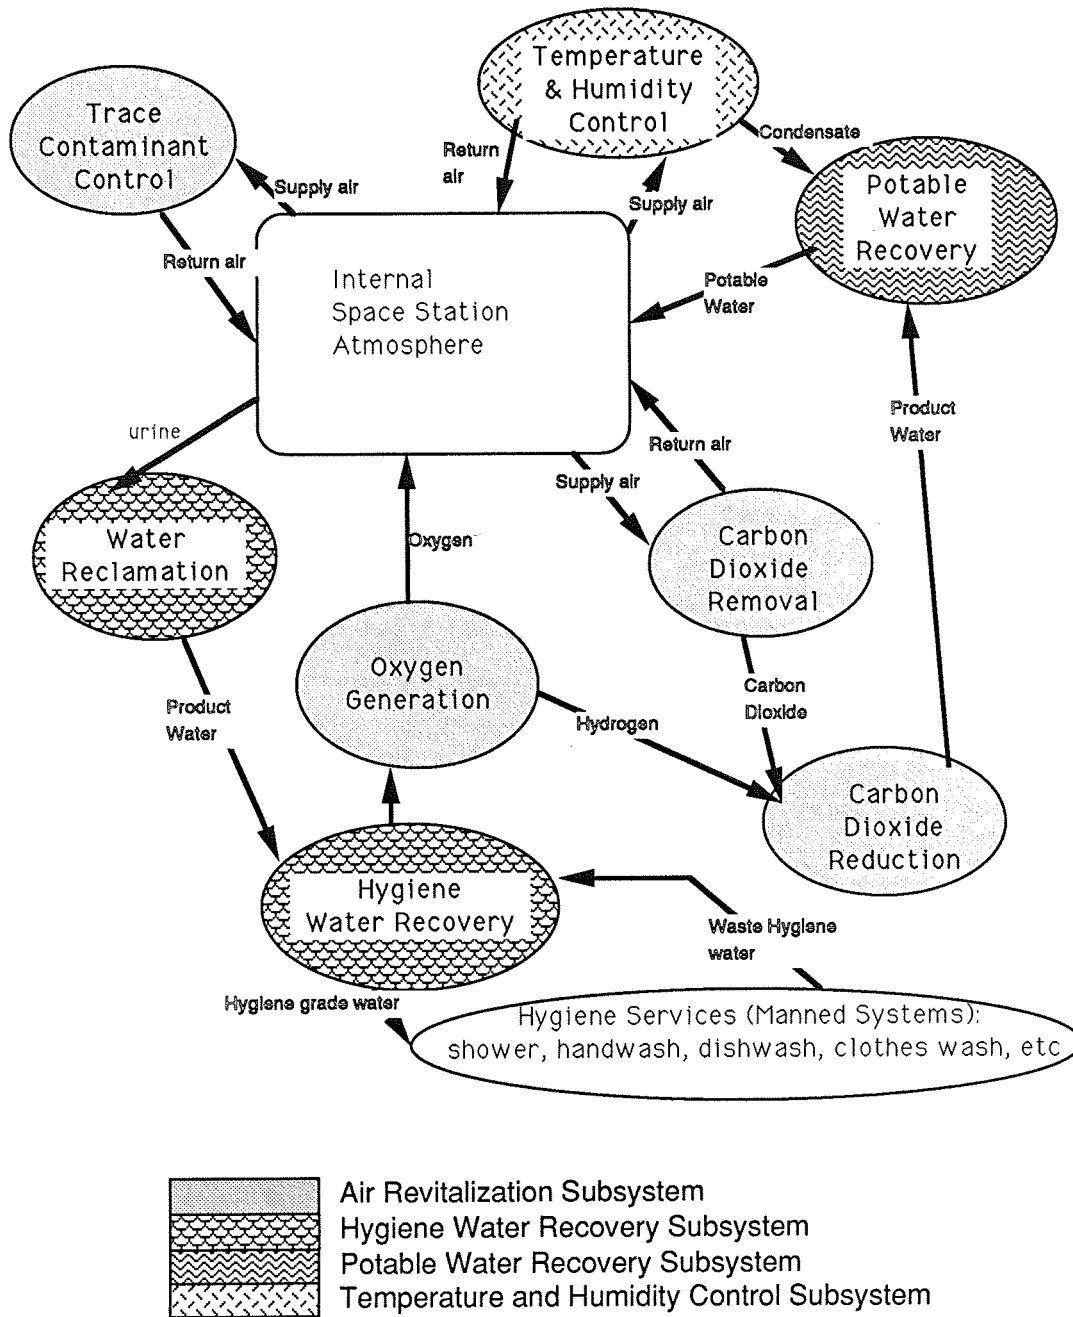 Temperature
& Humidity
Control
Trace
Contaminant
Control
Condensate
Return
air
Supply air
Supply air
Potable
Water
Recovery
Return air
Internal
Space Station
Atmosphere
Potable
Water
urine
Product
Water
Return air
Supply air
Water
Reclamation
Oxygen
Carbon
Dioxide
Removal
Oxygen
Generation
Product
Water
Carbon
Dioxide
Hydrogen
Carbon
Dioxide
Reduction
Hygiene
Water Recovery
Waste Hygiene
water
Hygiene grade water
Hygiene Services (Manned Systems):
shower, handwash, dishwash, clothes wash, etc
Air Revitalization Subsystem
Hygiene Water Recovery Subsystem
Potable Water Recovery Subsystem
Temperature and Humidity Control Subsystem